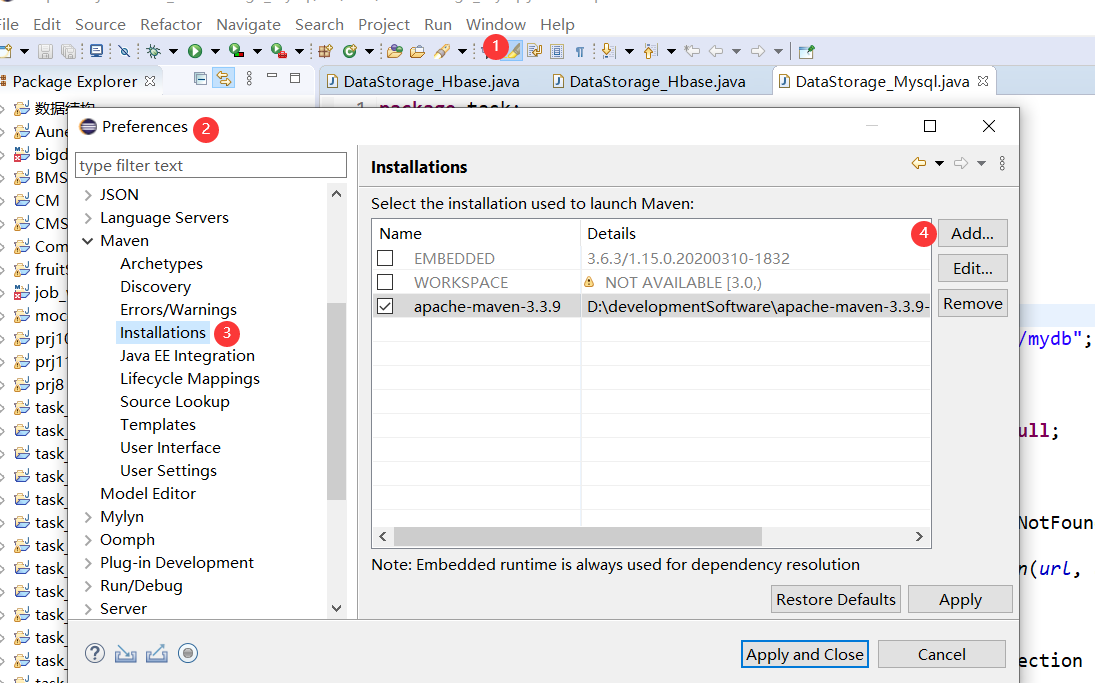 File Edit Source Refactor Navigate Search Project Run Window Help
1
Package Explorer
DataStorage_Hbase.java DataStorage_Hbase.java DataStorage_Mysql.java
1 package task;
数据结构
Aune
bigd
BMS
CM
CMS
Com
fruitS
job_
moc
prj10
prj11
prj8
task_
task_
task_
task_
task_
task_
task_
task_
task_
task_
task_
task_
Preferences 2
type filter text
JSON
Language Servers
Maven
Archetypes
Discovery
Errors/Warnings
Installations 3
Java EE Integration
Lifecycle Mappings
Source Lookup
Templates
User Interface
User Settings
Model Editor
Mylyn
Oomph
Plug-in Development
Run/Debug
Server
Installations
Select the installation used to launch Maven:
Name Details
EMBEDDED 3.6.3/1.15.0.20200310-1832
WORKSPACE NOT AVAILABLE [3.0,)
apache-maven-3.3.9 D:\developmentSoftware\apache-maven-3.3.9-
4 Add...
Edit...
Remove
Note: Embedded runtime is always used for dependency resolution
Restore Defaults Apply
Apply and Close Cancel
/mydb";
ull;
NotFoun
n(url,
ection